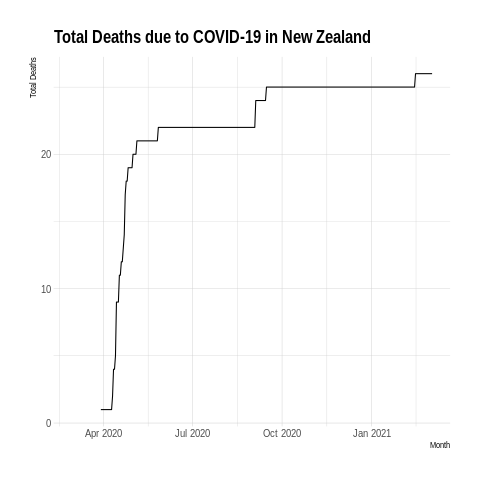 Total Deaths due to COVID-19 in New Zealand
Total Deaths
20
10
0
Apr 2020 Jul 2020 Oct 2020 Jan 2021
Month